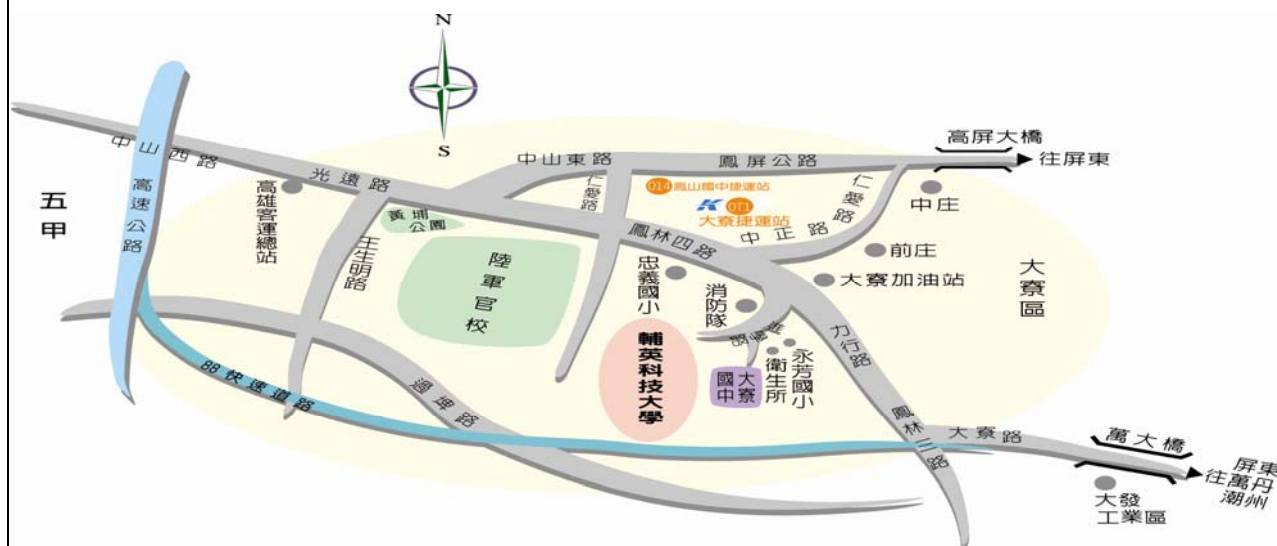 N
S
中山西路
高速公路
五甲
高雄客運總站
光遠路
王生明路
黃埔
公園
陸軍官校
中山東路
仁愛路
鳳屏公路
高屏大橋
往屏東
014 鳳山國中捷運站
K OT1
大寮捷運站
仁愛路
中庄
中正路
鳳林四路
前庄
大寮加油站
大寮區
忠義國小
消防隊
進學路
輔英科技大學
大寮
國中
衛生所
永芳國小
力行路
88快速道路
過埤路
鳳林三路
大寮路
萬大橋
屏東
往萬丹
潮州
大發
工業區